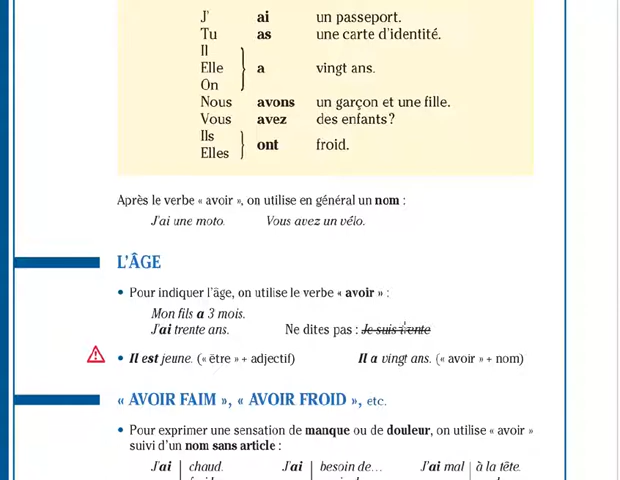 J' ai un passeport.
Tu as une carte d'identité.
Il
Elle a vingt ans.
On
Nous avons un garçon et une fille.
Vous avez des enfants ?
Ils
ont froid.
Elles
Après le verbe « avoir », on utilise en général un nom :
J'ai une moto. Vous avez un vélo.
L'ÂGE
• Pour indiquer l'âge, on utilise le verbe « avoir » :
Mon fils a 3 mois.
J'ai trente ans. Ne dites pas : Je suis trente
• Il est jeune. (« être » + adjectif) Il a vingt ans. (« avoir » + nom)
« AVOIR FAIM », « AVOIR FROID », etc.
• Pour exprimer une sensation de manque ou de douleur, on utilise « avoir »
suivi d'un nom sans article :
J'ai chaud. J'ai besoin de… J'ai mal à la tête.